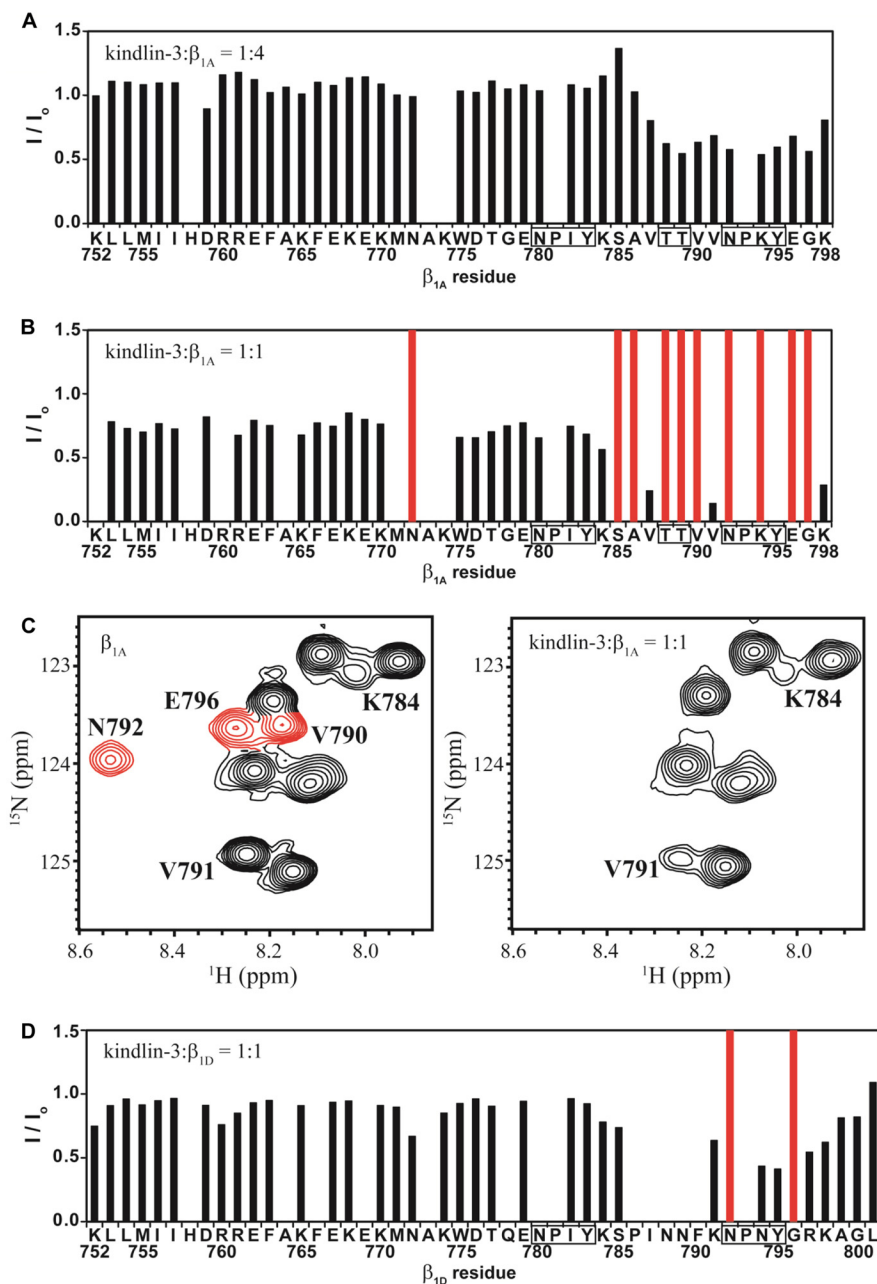 A
kindlin-3:β1A = 1:4
I / Io
1.5
1.0
0.5
0.0
K L L M I I H D R R E F A K F E K E K M N A K W D T G E N P I Y K S A V T T V V N P K Y E G K
752 755 760 765 770 775 780 785 790 795 798
β1A residue
B
kindlin-3:β1A = 1:1
I / Io
1.5
1.0
0.5
0.0
K L L M I I H D R R E F A K F E K E K M N A K W D T G E N P I Y K S A V T T V V N P K Y E G K
752 755 760 765 770 775 780 785 790 795 798
β1A residue
C
β1A
E796
N792
V790
K784
V791
15N (ppm)
123
124
125
8.6 8.4 8.2 8.0
1H (ppm)
kindlin-3:β1A = 1:1
K784
V791
15N (ppm)
123
124
125
8.6 8.4 8.2 8.0
1H (ppm)
D
kindlin-3:β1D = 1:1
I / Io
1.5
1.0
0.5
0.0
K L L M I I H D R R E F A K F E K E K M N A K W D T Q E N P I Y K S P I N N F K N P N Y G R K A G L
752 755 760 765 770 775 780 785 790 795 800
β1D residue